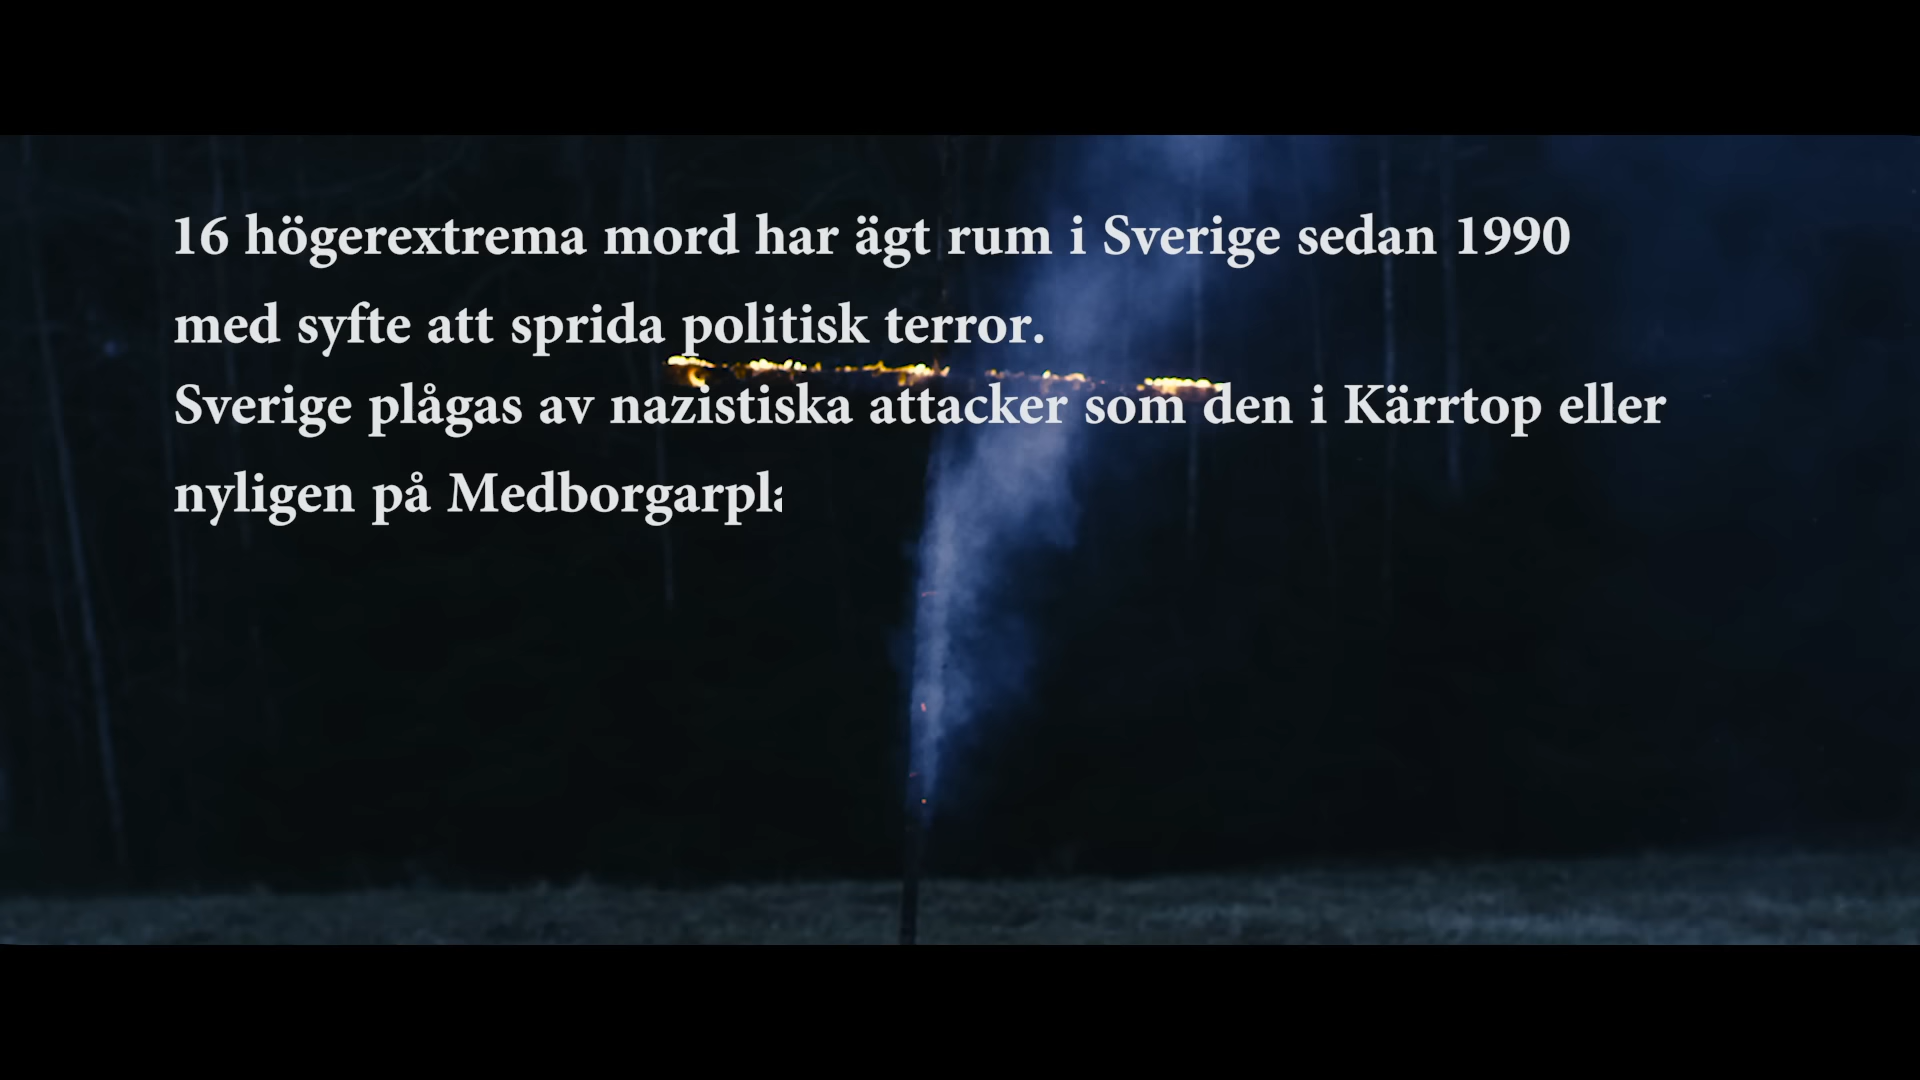 16 högerextrema mord har ägt rum i Sverige sedan 1990
med syfte att sprida politisk terror.
Sverige plågas av nazistiska attacker som den i Kärrtop eller
nyligen på Medborgarpla